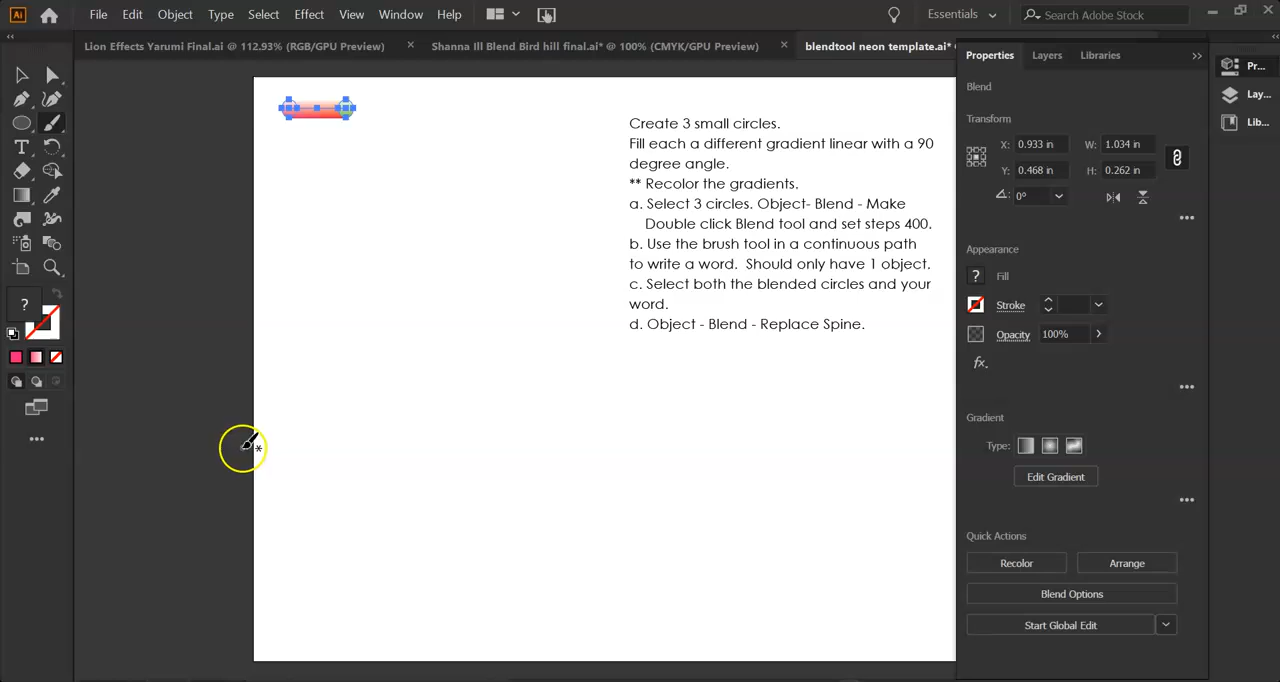 Ai File Edit Object Type Select Effect View Window Help Essentials Search Adobe Stock
Lion Effects Yarumi Final.ai @ 112.93% (RGB/GPU Preview) × Shanna Ill Blend Bird hill final.ai* @ 100% (CMYK/GPU Preview) × blendtool neon template.ai*
Properties Layers Libraries
Pr...
Lay...
Lib...
Blend
Transform
X: 0.933 in W: 1.034 in
Y: 0.468 in H: 0.262 in
0°
Appearance
? Fill
Stroke
Opacity 100%
fx.
Gradient
Type:
Edit Gradient
Quick Actions
Recolor Arrange
Blend Options
Start Global Edit
T
?
Create 3 small circles.
Fill each a different gradient linear with a 90
degree angle.
** Recolor the gradients.
a. Select 3 circles. Object- Blend - Make
Double click Blend tool and set steps 400.
b. Use the brush tool in a continuous path
to write a word. Should only have 1 object.
c. Select both the blended circles and your
word.
d. Object - Blend - Replace Spine.